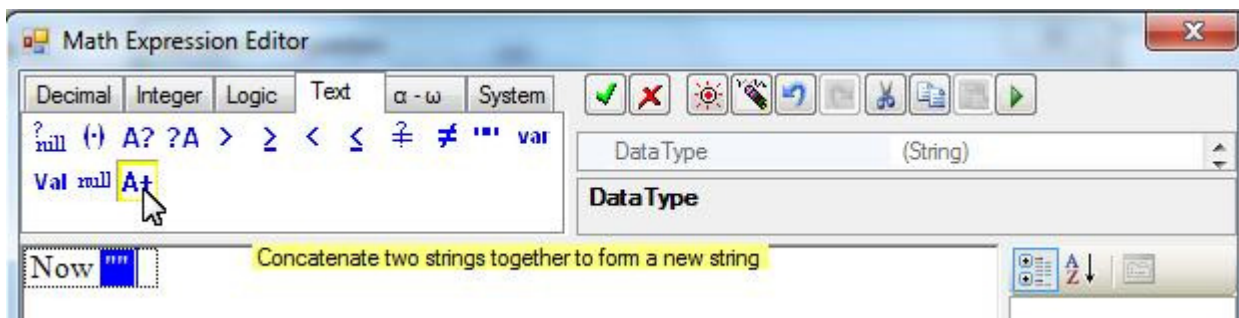 Math Expression Editor
Decimal Integer Logic Text α - ω System
?
null (·) A? ?A > ≥ < ≤ ≠ "" var
Val null A+
DataType (String)
DataType
Now ""
Concatenate two strings together to form a new string
A
Z